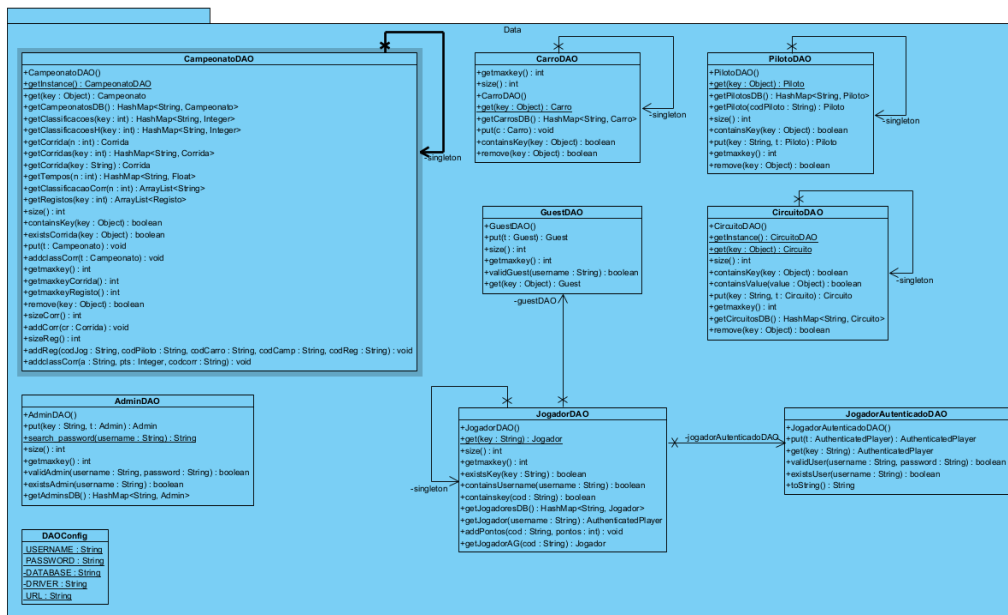 Data
CampeonatoDAO
+CampeonatoDAO()
+getInstance() : CampeonatoDAO
+get(key : Object) : Campeonato
+getCampeonatosDB() : HashMap<String, Campeonato>
+getClassificacoes(key : int) : HashMap<String, Integer>
+getClassificacoesH(key : int) : HashMap<String, Integer>
+getCorrida(n : int) : Corrida
+getCorridas(key : int) : HashMap<String, Corrida>
+getCorrida(key : String) : Corrida
+getTempos(n : int) : HashMap<String, Float>
+getClassificacaoCorr(n : int) : ArrayList<String>
+getRegistos(key : int) : ArrayList<Registo>
+size() : int
+containsKey(key : Object) : boolean
+existsCorrida(key : Object) : boolean
+put(t : Campeonato) : void
+addclassCorr(t : Campeonato) : void
+getmaxkey() : int
+getmaxkeyCorrida() : int
+getmaxkeyRegisto() : int
+remove(key : Object) : boolean
+sizeCorr() : int
+addCorr(cr : Corrida) : void
+sizeReg() : int
+addReg(codJog : String, codPiloto : String, codCarro : String, codCamp : String, codReg : String) : void
+addclassCorr(a : String, pts : Integer, codcorr : String) : void
-singleton
CarroDAO
+getmaxkey() : int
+size() : int
+CarroDAO()
+get(key : Object) : Carro
+getCarrosDB() : HashMap<String, Carro>
+put(c : Carro) : void
+containsKey(key : Object) : boolean
+remove(key : Object) : boolean
-singleton
PilotoDAO
+PilotoDAO()
+get(key : Object) : Piloto
+getPilotosDB() : HashMap<String, Piloto>
+getPiloto(codPiloto : String) : Piloto
+size() : int
+containsKey(key : Object) : boolean
+put(key : String, t : Piloto) : Piloto
+getmaxkey() : int
+remove(key : Object) : boolean
-singleton
GuestDAO
+GuestDAO()
+put(t : Guest) : Guest
+size() : int
+getmaxkey() : int
+validGuest(username : String) : boolean
+get(key : Object) : Guest
-guestDAO
CircuitoDAO
+CircuitoDAO()
+getInstance() : CircuitoDAO
+get(key : Object) : Circuito
+size() : int
+containsKey(key : Object) : boolean
+containsValue(value : Object) : boolean
+put(key : String, t : Circuito) : Circuito
+getmaxkey() : int
+getCircuitosDB() : HashMap<String, Circuito>
+remove(key : Object) : boolean
-singleton
AdminDAO
+AdminDAO()
+put(key : String, t : Admin) : Admin
+search_password(username : String) : String
+size() : int
+getmaxkey() : int
+validAdmin(username : String, password : String) : boolean
+existsAdmin(username : String) : boolean
+getAdminsDB() : HashMap<String, Admin>
JogadorDAO
+JogadorDAO()
+get(key : String) : Jogador
+size() : int
+getmaxkey() : int
+existsKey(key : String) : boolean
+containsUsername(username : String) : boolean
+containskey(cod : String) : boolean
+getJogadoresDB() : HashMap<String, Jogador>
+getJogador(username : String) : AuthenticatedPlayer
+addPontos(cod : String, pontos : int) : void
+getJogadorAG(cod : String) : Jogador
-singleton
-jogadorAutenticadoDAO
JogadorAutenticadoDAO
+JogadorAutenticadoDAO()
+put(t : AuthenticatedPlayer) : AuthenticatedPlayer
+get(key : String) : AuthenticatedPlayer
+validUser(username : String, password : String) : boolean
+existsUser(username : String) : boolean
+toString() : String
DAOConfig
USERNAME : String
PASSWORD : String
-DATABASE : String
-DRIVER : String
URL : String